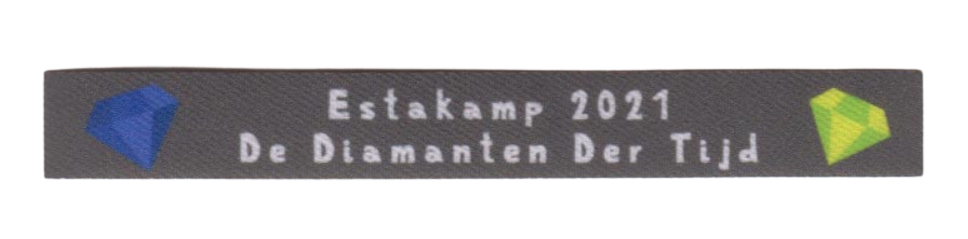 Estakamp 2021
De Diamanten Der Tijd